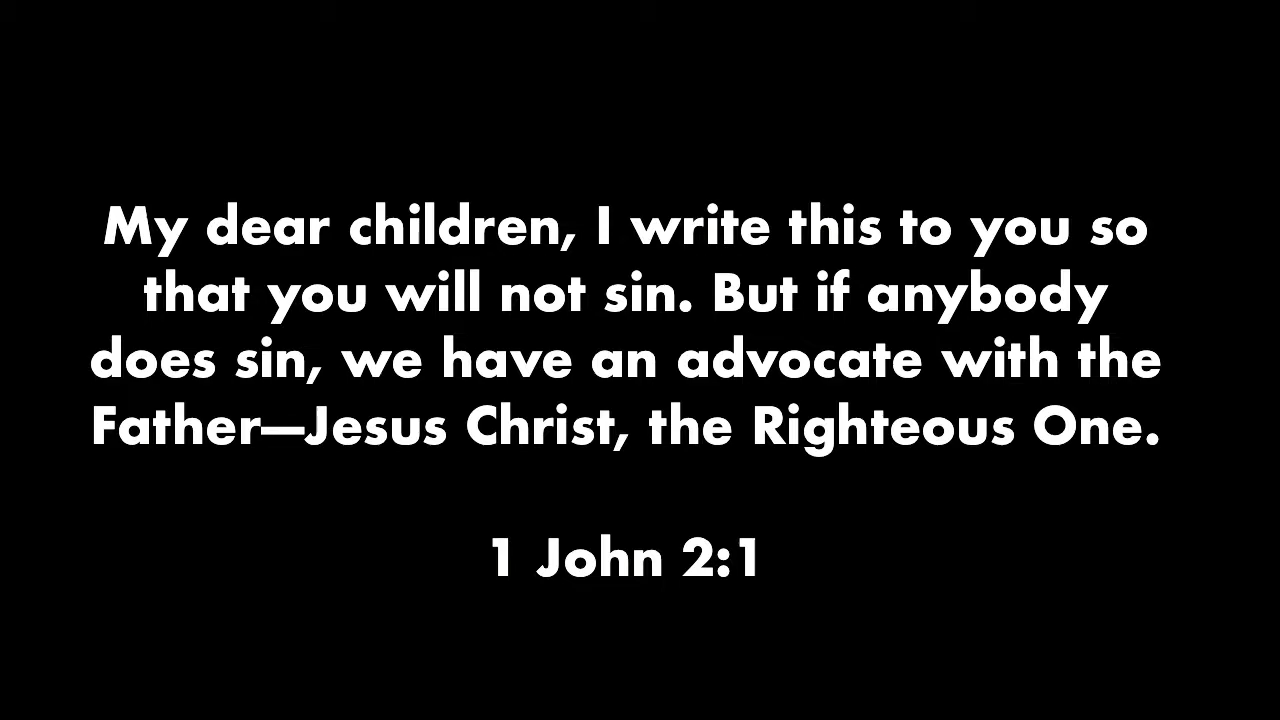 My dear children, I write this to you so
that you will not sin. But if anybody
does sin, we have an advocate with the
Father—Jesus Christ, the Righteous One.
1 John 2:1